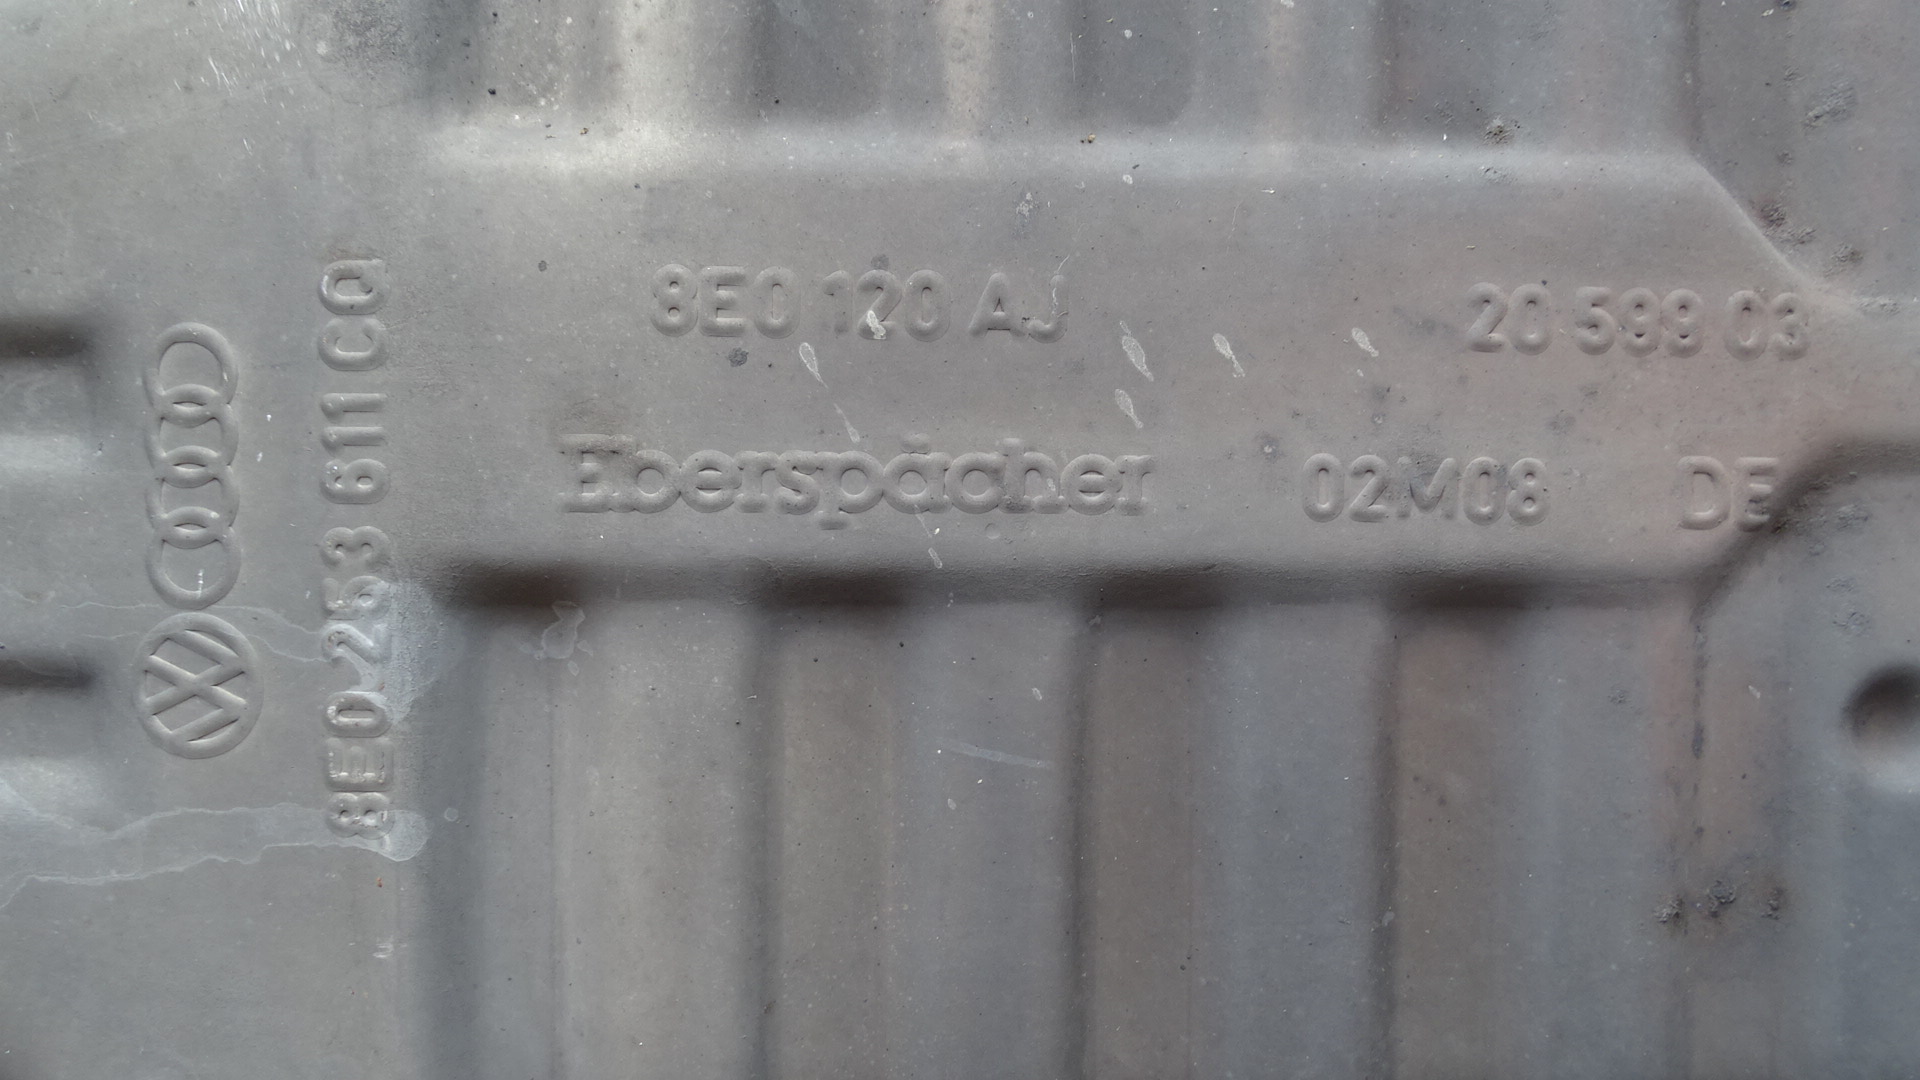 8E0 253 611 CQ
8E0 120 AJ
20 599 03
Eberspächer
02M08
DE